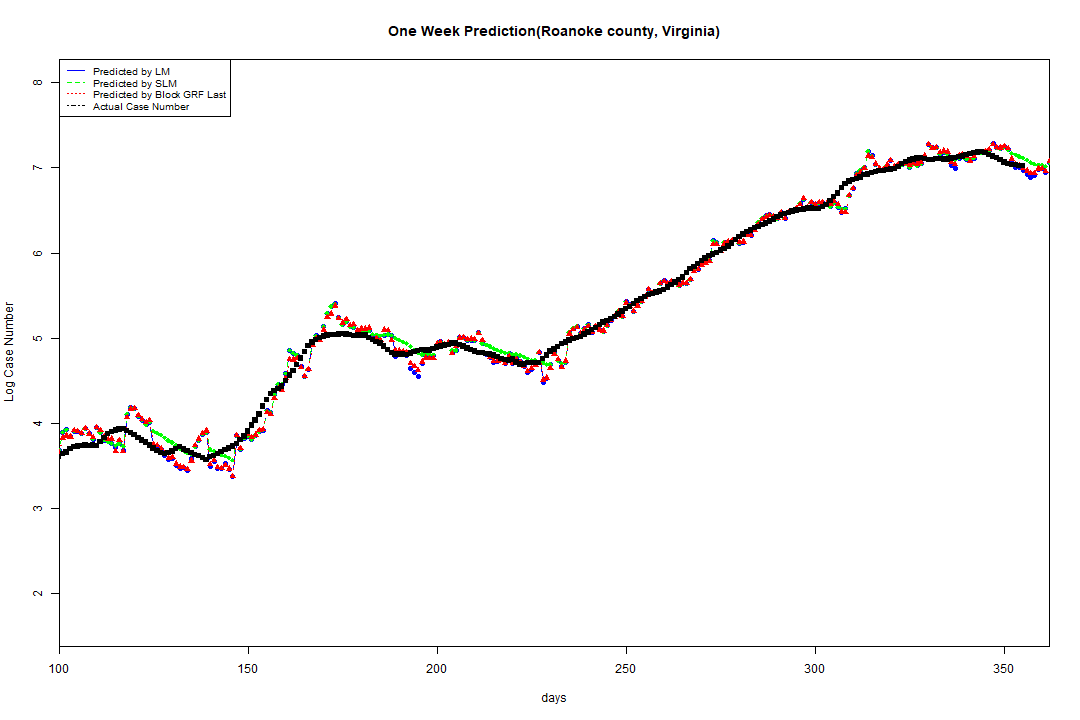 One Week Prediction(Roanoke county, Virginia)
Predicted by LM
Predicted by SLM
Predicted by Block GRF Last
Actual Case Number
8
7
6
5
4
3
2
Log Case Number
100 150 200 250 300 350
days